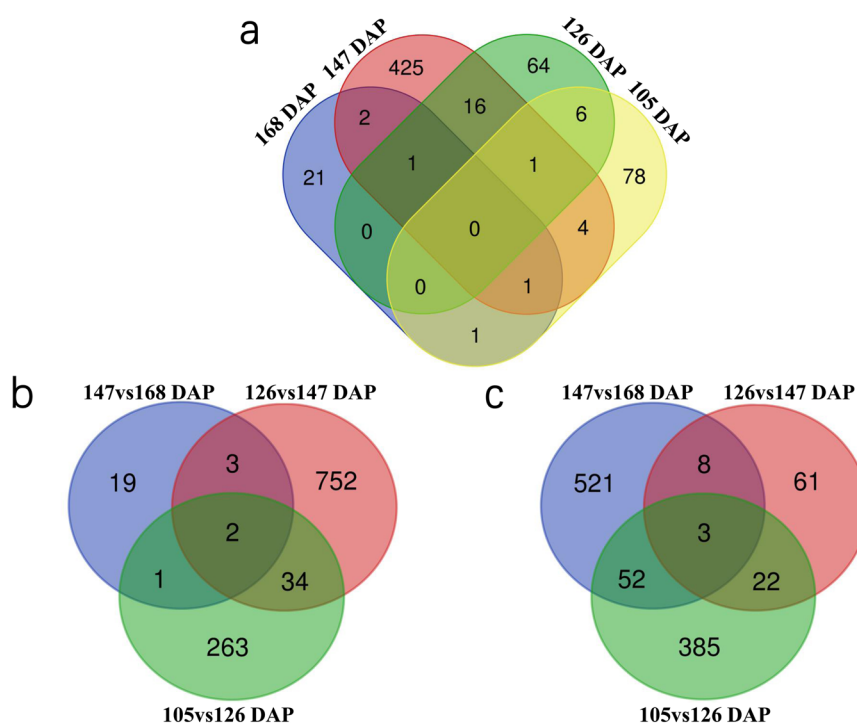 a
168 DAP
147 DAP
126 DAP
105 DAP
425
64
2
16
6
21
1
1
78
0
0
4
0
1
1
b
147vs168 DAP
126vs147 DAP
19
3
752
2
1
34
263
105vs126 DAP
c
147vs168 DAP
126vs147 DAP
521
8
61
3
52
22
385
105vs126 DAP